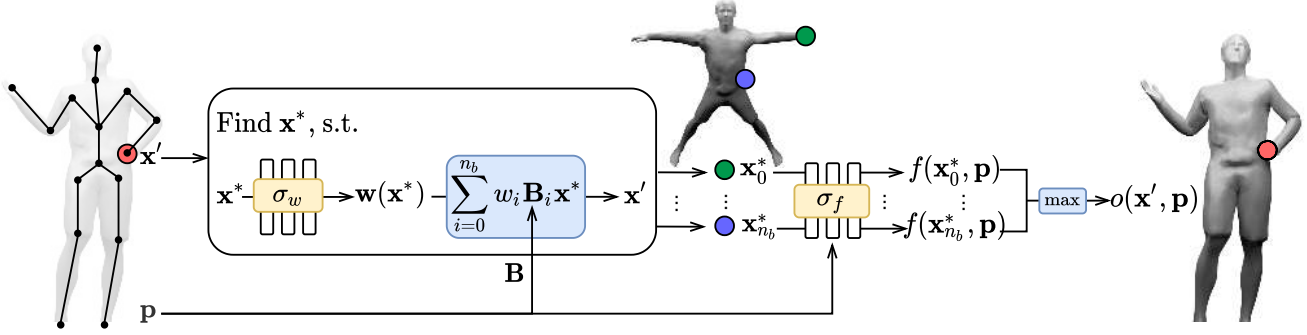 Find x*, s.t.
x′
x* σ_w w(x*) ∑_{i=0}^{n_b} w_i B_i x* x′
B
p
x*_0
⋮ ⋮
x*_{n_b}
σ_f
f(x*_0, p)
⋮ ⋮
f(x*_{n_b}, p)
max
o(x′, p)